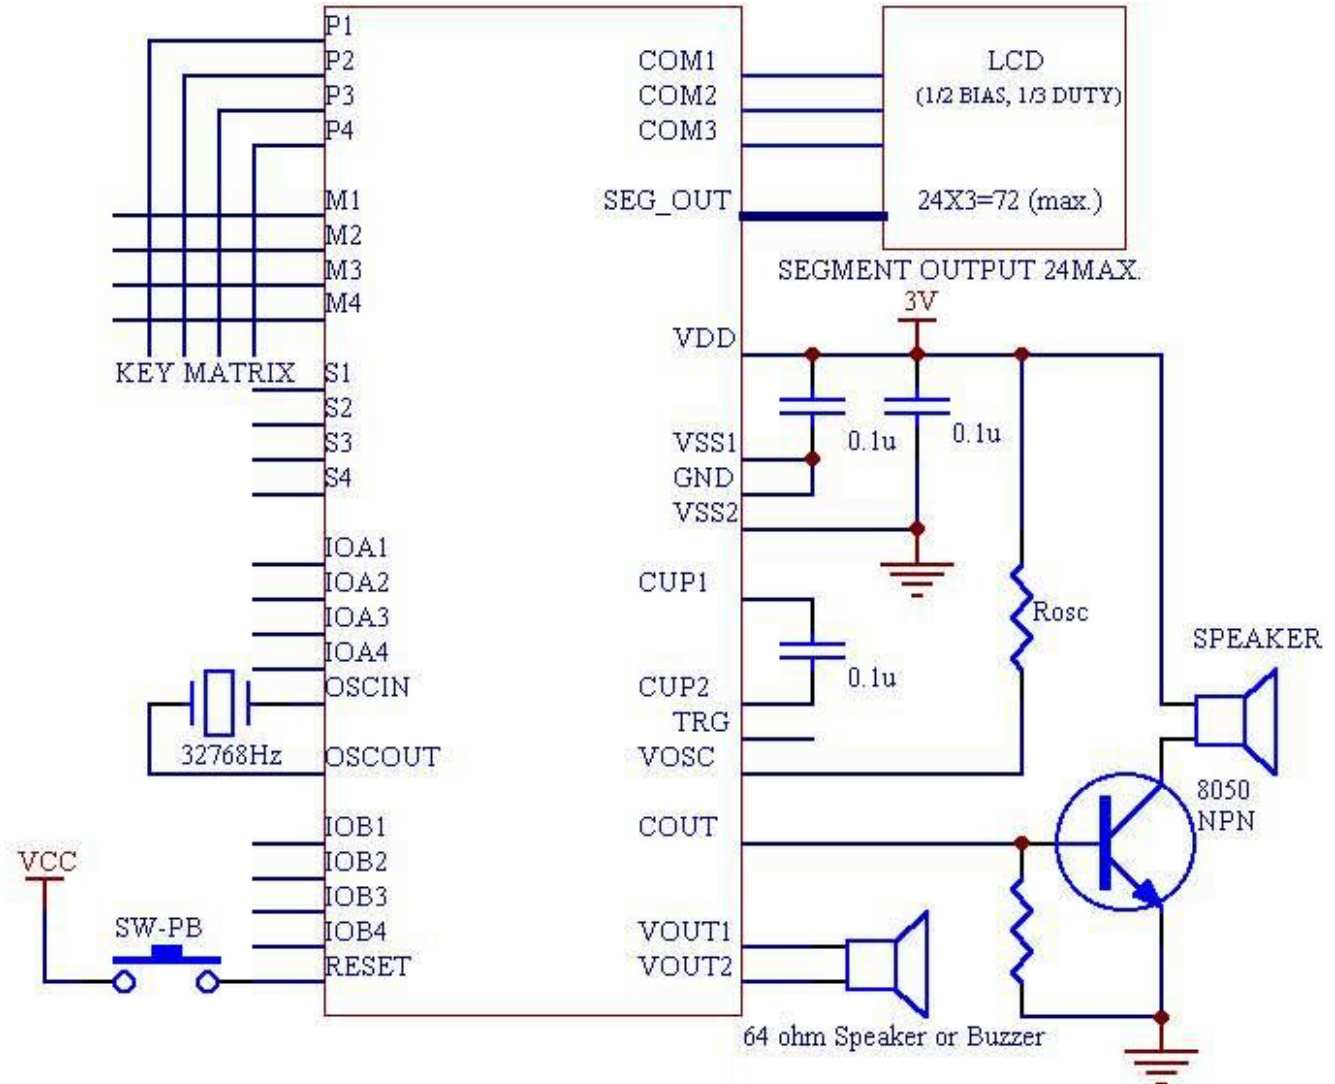 P1
P2
P3
P4
M1
M2
M3
M4
KEY MATRIX
S1
S2
S3
S4
IOA1
IOA2
IOA3
IOA4
OSCIN
32768Hz
OSCOUT
IOB1
IOB2
IOB3
IOB4
VCC
SW-PB
RESET
COM1
COM2
COM3
SEG_OUT
LCD
(1/2 BIAS, 1/3 DUTY)
24X3=72 (max.)
SEGMENT OUTPUT 24MAX.
3V
VDD
0.1u
0.1u
VSS1
GND
VSS2
CUP1
0.1u
CUP2
TRG
VOSC
Rosc
SPEAKER
8050
NPN
COUT
VOUT1
VOUT2
64 ohm Speaker or Buzzer